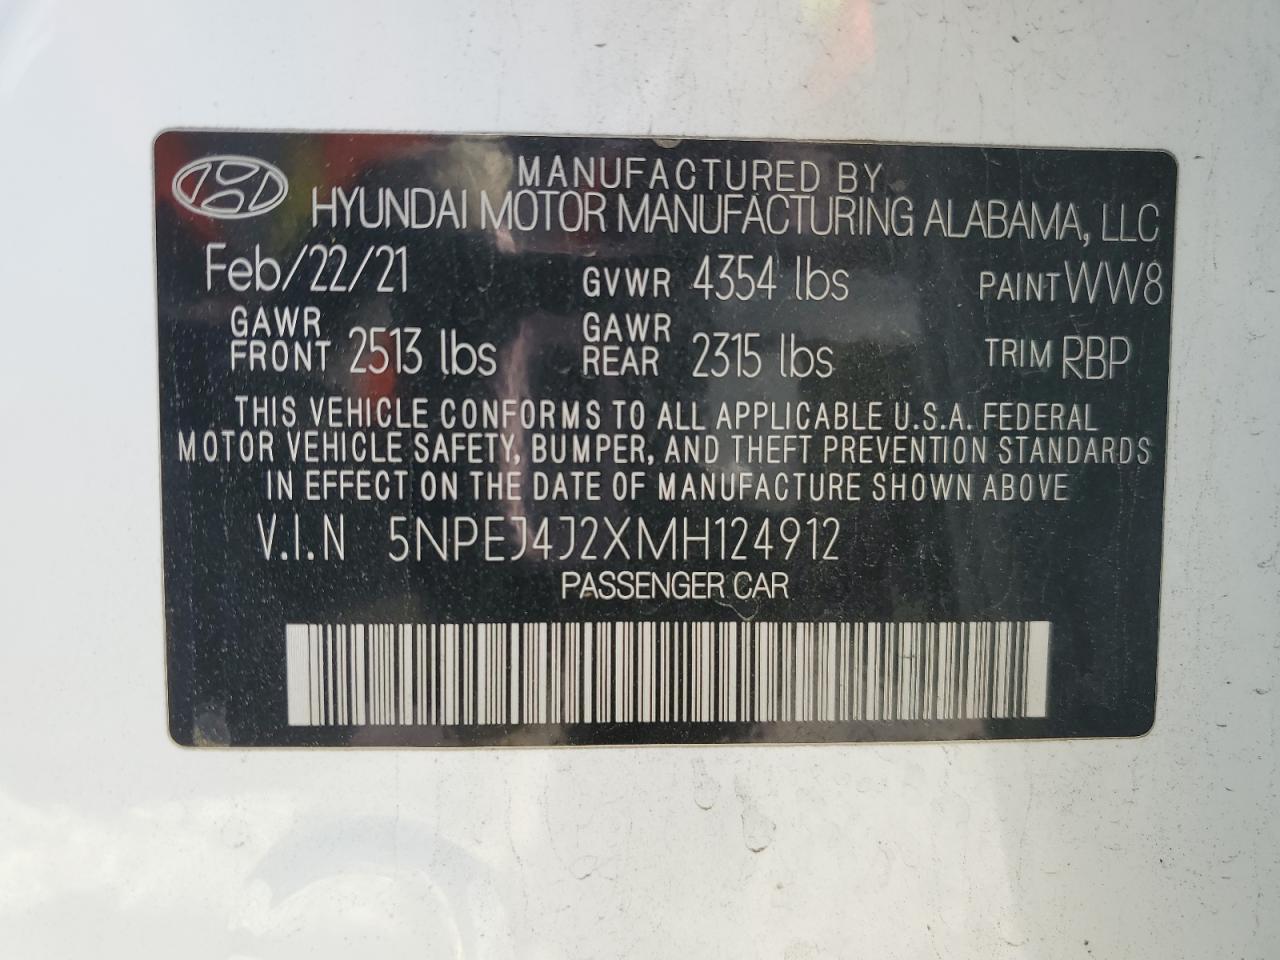 MANUFACTURED BY
HYUNDAI MOTOR MANUFACTURING ALABAMA, LLC
Feb/22/21 GVWR 4354 lbs PAINT WW8
GAWR FRONT 2513 lbs GAWR REAR 2315 lbs TRIM RBP
THIS VEHICLE CONFORMS TO ALL APPLICABLE U.S.A. FEDERAL
MOTOR VEHICLE SAFETY, BUMPER, AND THEFT PREVENTION STANDARDS
IN EFFECT ON THE DATE OF MANUFACTURE SHOWN ABOVE
V.I.N 5NPEJ4J2XMH124912
PASSENGER CAR